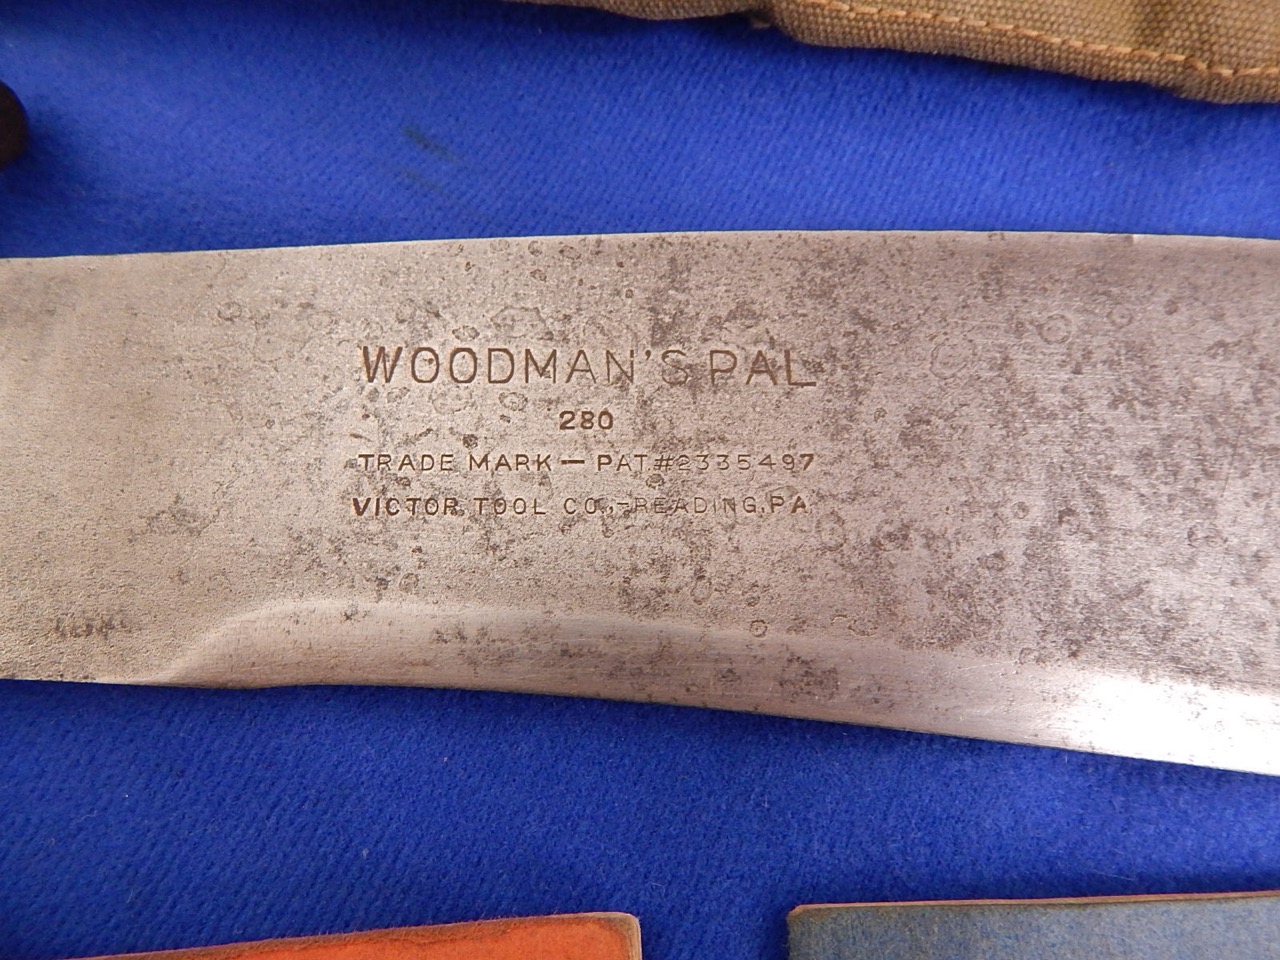 WOODMAN'S PAL
280
TRADE MARK — PAT.#2335497
VICTOR TOOL CO.,-READING, PA.